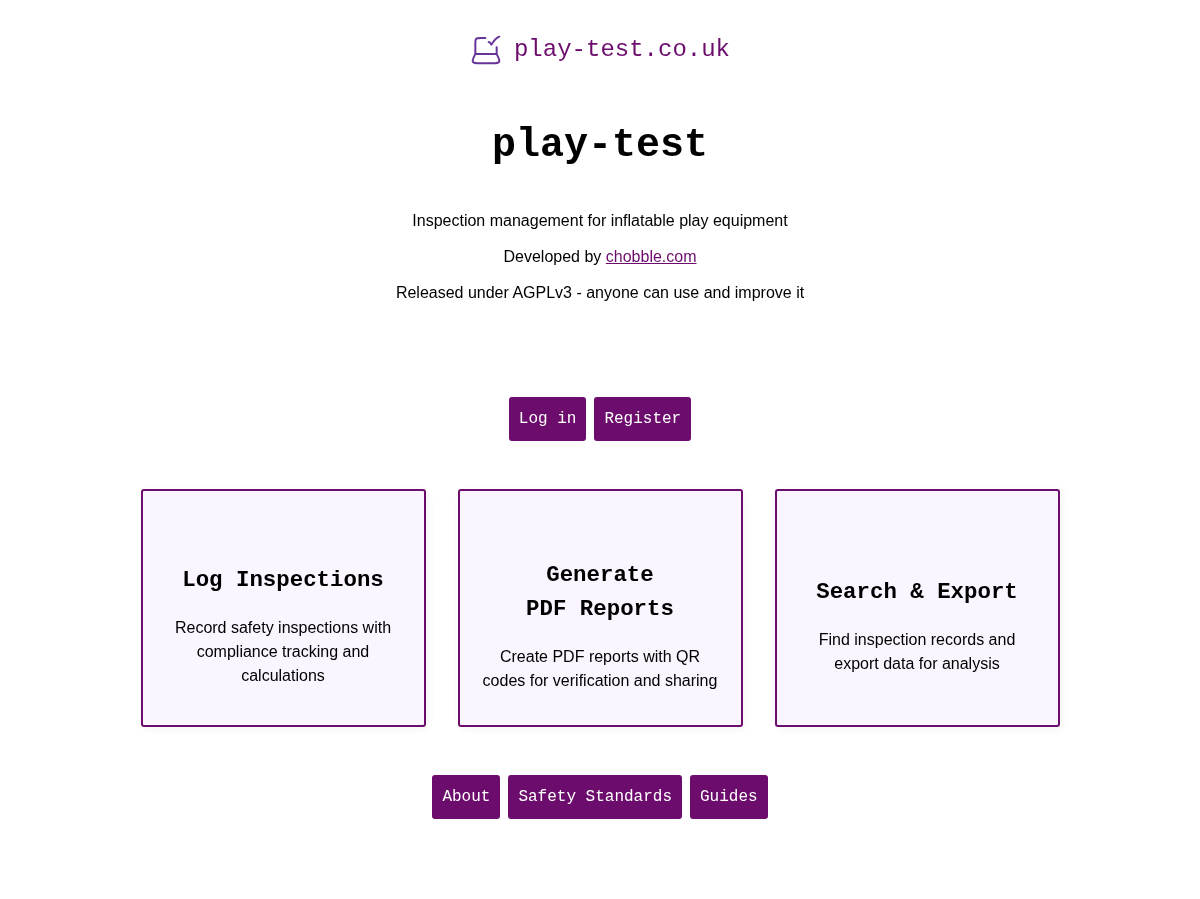 play-test.co.uk
play-test
Inspection management for inflatable play equipment
Developed by chobble.com
Released under AGPLv3 - anyone can use and improve it
Log in
Register
Log Inspections
Record safety inspections with
compliance tracking and
calculations
Generate
PDF Reports
Create PDF reports with QR
codes for verification and sharing
Search & Export
Find inspection records and
export data for analysis
About
Safety Standards
Guides